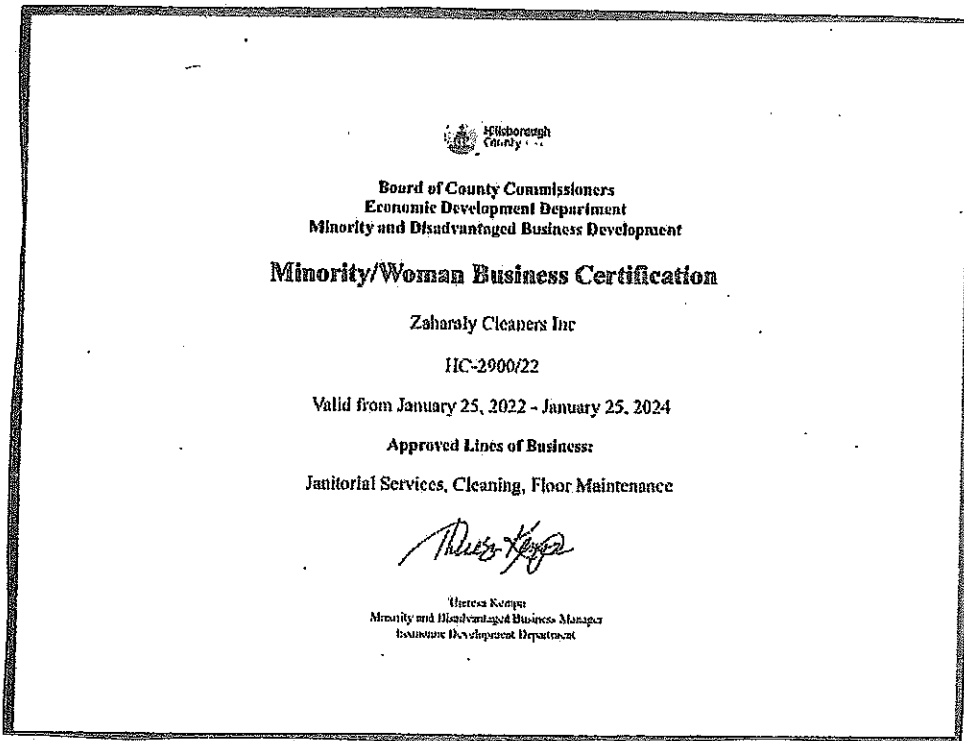 Hillsborough
County
Board of County Commissioners
Economic Development Department
Minority and Disadvantaged Business Development
Minority/Woman Business Certification
Zaharaly Cleaners Inc
HC-2900/22
Valid from January 25, 2022 - January 25, 2024
Approved Lines of Business:
Janitorial Services, Cleaning, Floor Maintenance
Theresa Kempa
Minority and Disadvantaged Business Manager
Economic Development Department